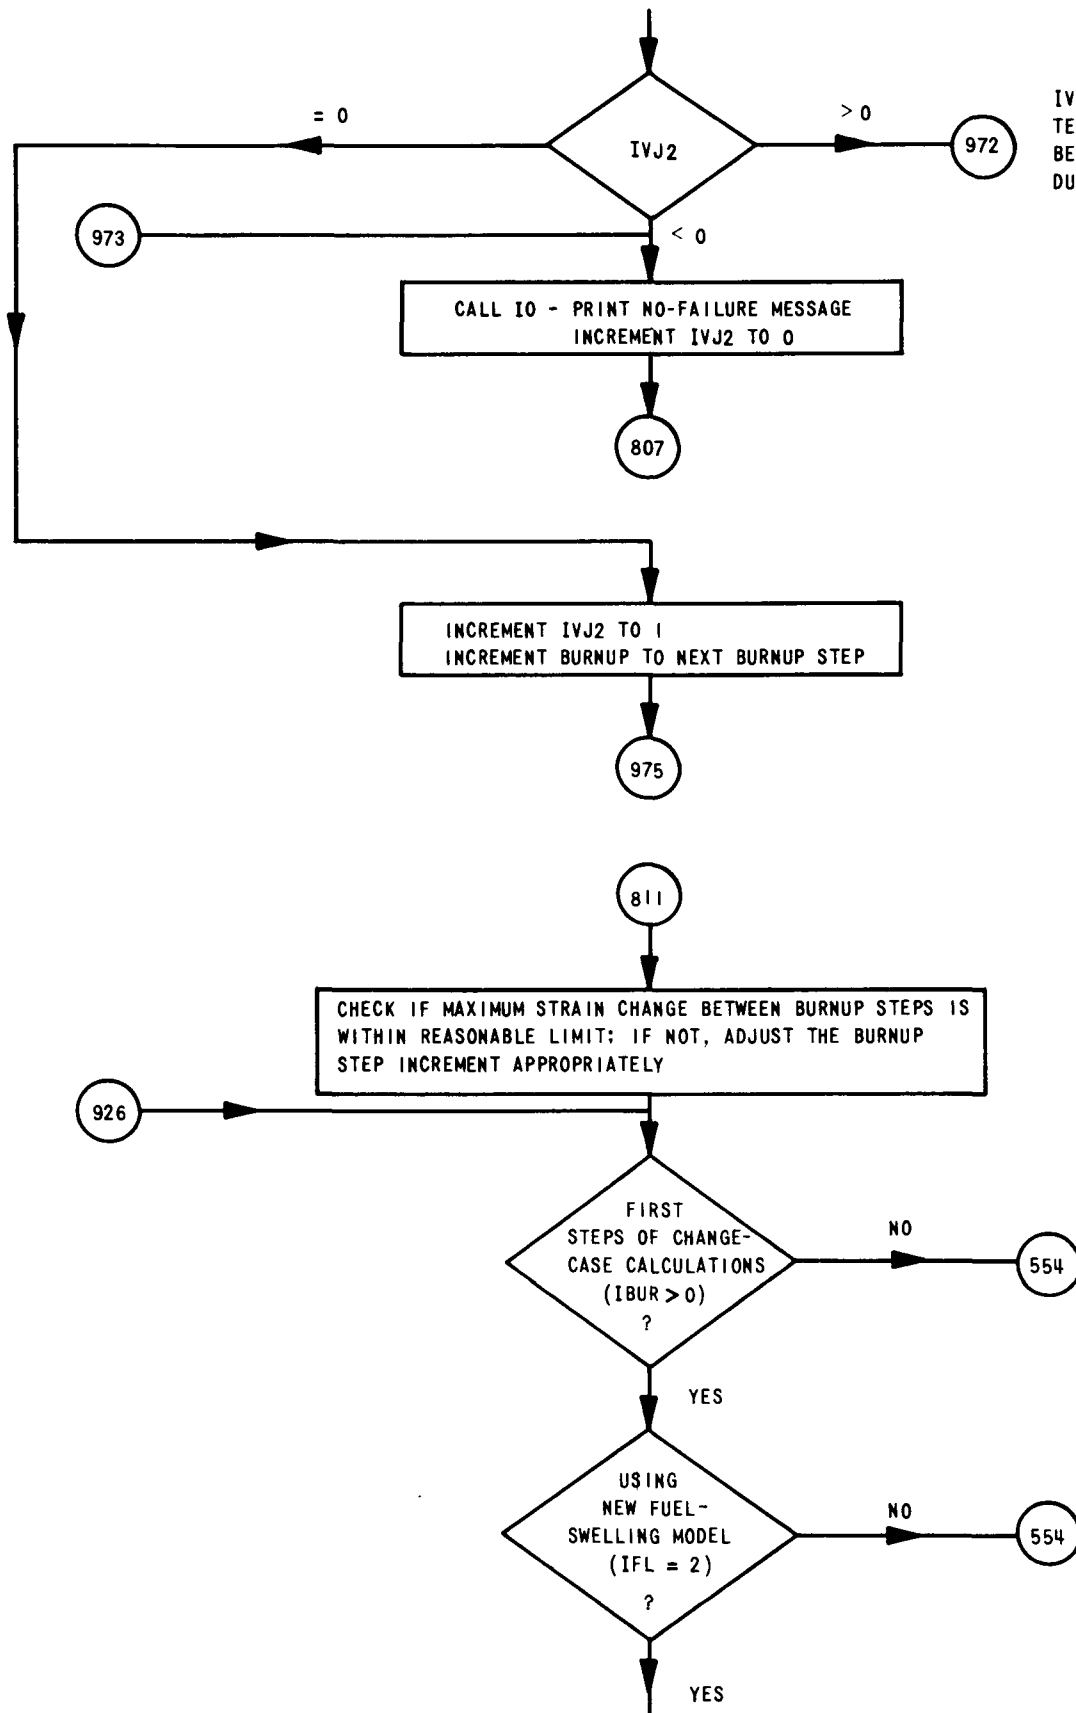 = 0
> 0
IVJ2
972
IV
TE
BE
DU
973
< 0
CALL IO - PRINT NO-FAILURE MESSAGE
INCREMENT IVJ2 TO 0
807
INCREMENT IVJ2 TO 1
INCREMENT BURNUP TO NEXT BURNUP STEP
975
811
CHECK IF MAXIMUM STRAIN CHANGE BETWEEN BURNUP STEPS IS
WITHIN REASONABLE LIMIT; IF NOT, ADJUST THE BURNUP
STEP INCREMENT APPROPRIATELY
926
FIRST
STEPS OF CHANGE-
CASE CALCULATIONS
(IBUR > 0)
?
NO
554
YES
USING
NEW FUEL-
SWELLING MODEL
(IFL = 2)
?
NO
554
YES